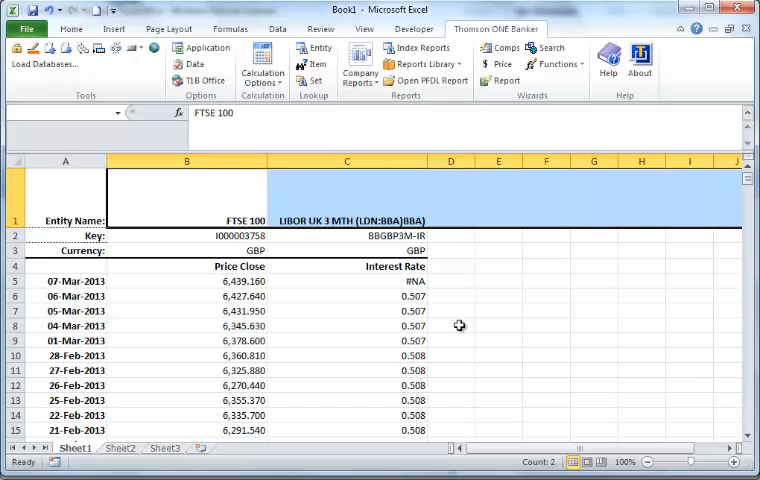 Book1 - Microsoft Excel
File Home Insert Page Layout Formulas Data Review View Developer Thomson ONE Banker
Application Entity Index Reports Comps Search
Data Item Reports Library Price Functions
Load Databases... T1B Office Calculation Options Set Company Reports Open PFDL Report Report Help About
Tools Options Calculation Lookup Reports Wizards Help
fx FTSE 100
A B C D E F G H I J
1 Entity Name: FTSE 100 LIBOR UK 3 MTH (LDN:BBA)BBA)
2 Key: I000003758 BBGBP3M-IR
3 Currency: GBP GBP
4 Price Close Interest Rate
5 07-Mar-2013 6,439.160 #NA
6 06-Mar-2013 6,427.640 0.507
7 05-Mar-2013 6,431.950 0.507
8 04-Mar-2013 6,345.630 0.507
9 01-Mar-2013 6,378.600 0.507
10 28-Feb-2013 6,360.810 0.508
11 27-Feb-2013 6,325.880 0.508
12 26-Feb-2013 6,270.440 0.508
13 25-Feb-2013 6,355.370 0.508
14 22-Feb-2013 6,335.700 0.508
15 21-Feb-2013 6,291.540 0.508
Sheet1 Sheet2 Sheet3
Ready Count: 2 100%